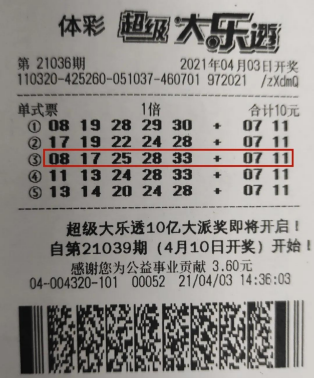 体彩 超级大乐透
第 21036期 2021年04月03日开奖
110320-425260-051037-460701 972021 /zXdmQ
单式票 1倍 合计10元
① 08 19 28 29 30 + 07 11
② 17 19 22 24 28 + 07 11
③ 08 17 25 28 33 + 07 11
④ 11 13 24 28 33 + 07 11
⑤ 13 14 20 24 28 + 07 11
超级大乐透10亿大派奖即将开启！
自第21039期（4月10日开奖）开始！
感谢您为公益事业贡献 3.60元
04-004320-101 00052 21/04/03 14:36:03